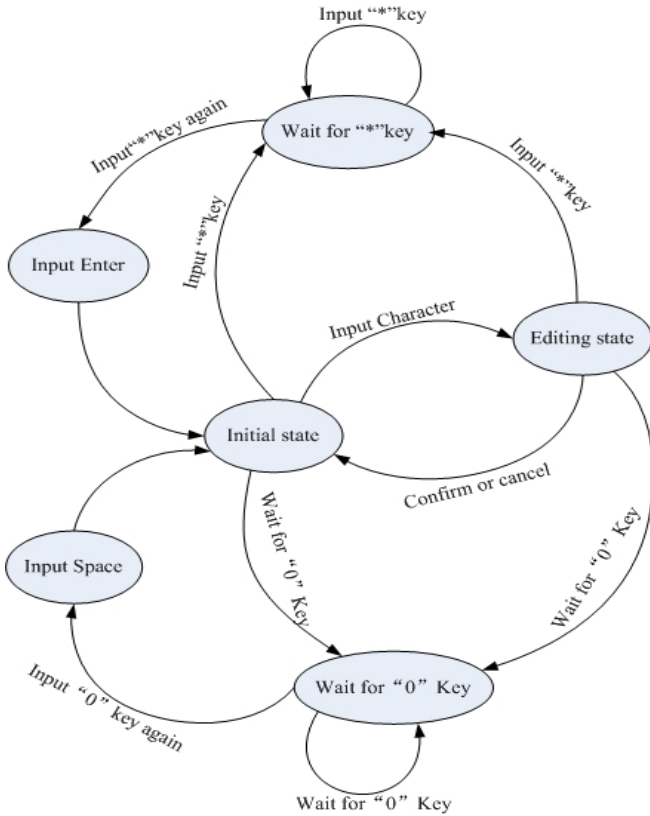 Input “*”key
Wait for “*”key
Input“*”key again
Input “*”key
Input “*”key
Input Enter
Input Character
Editing state
Initial state
Confirm or cancel
Wait for “0” Key
Wait for “0” Key
Input Space
Input “0” key again
Wait for “0” Key
Wait for “0” Key